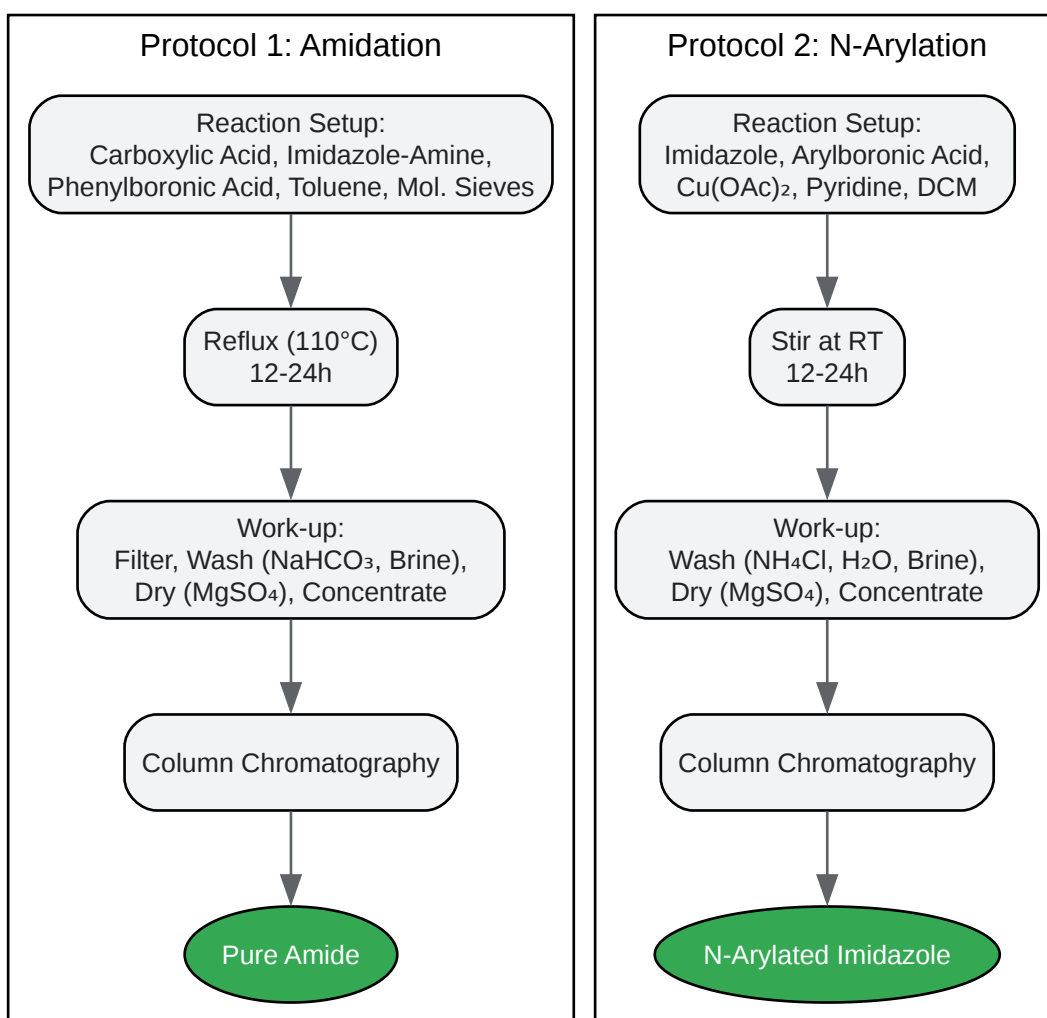 Protocol 1: Amidation
Reaction Setup:
Carboxylic Acid, Imidazole-Amine,
Phenylboronic Acid, Toluene, Mol. Sieves
Reflux (110°C)
12-24h
Work-up:
Filter, Wash (NaHCO₃, Brine),
Dry (MgSO₄), Concentrate
Column Chromatography
Pure Amide
Protocol 2: N-Arylation
Reaction Setup:
Imidazole, Arylboronic Acid,
Cu(OAc)₂, Pyridine, DCM
Stir at RT
12-24h
Work-up:
Wash (NH₄Cl, H₂O, Brine),
Dry (MgSO₄), Concentrate
Column Chromatography
N-Arylated Imidazole